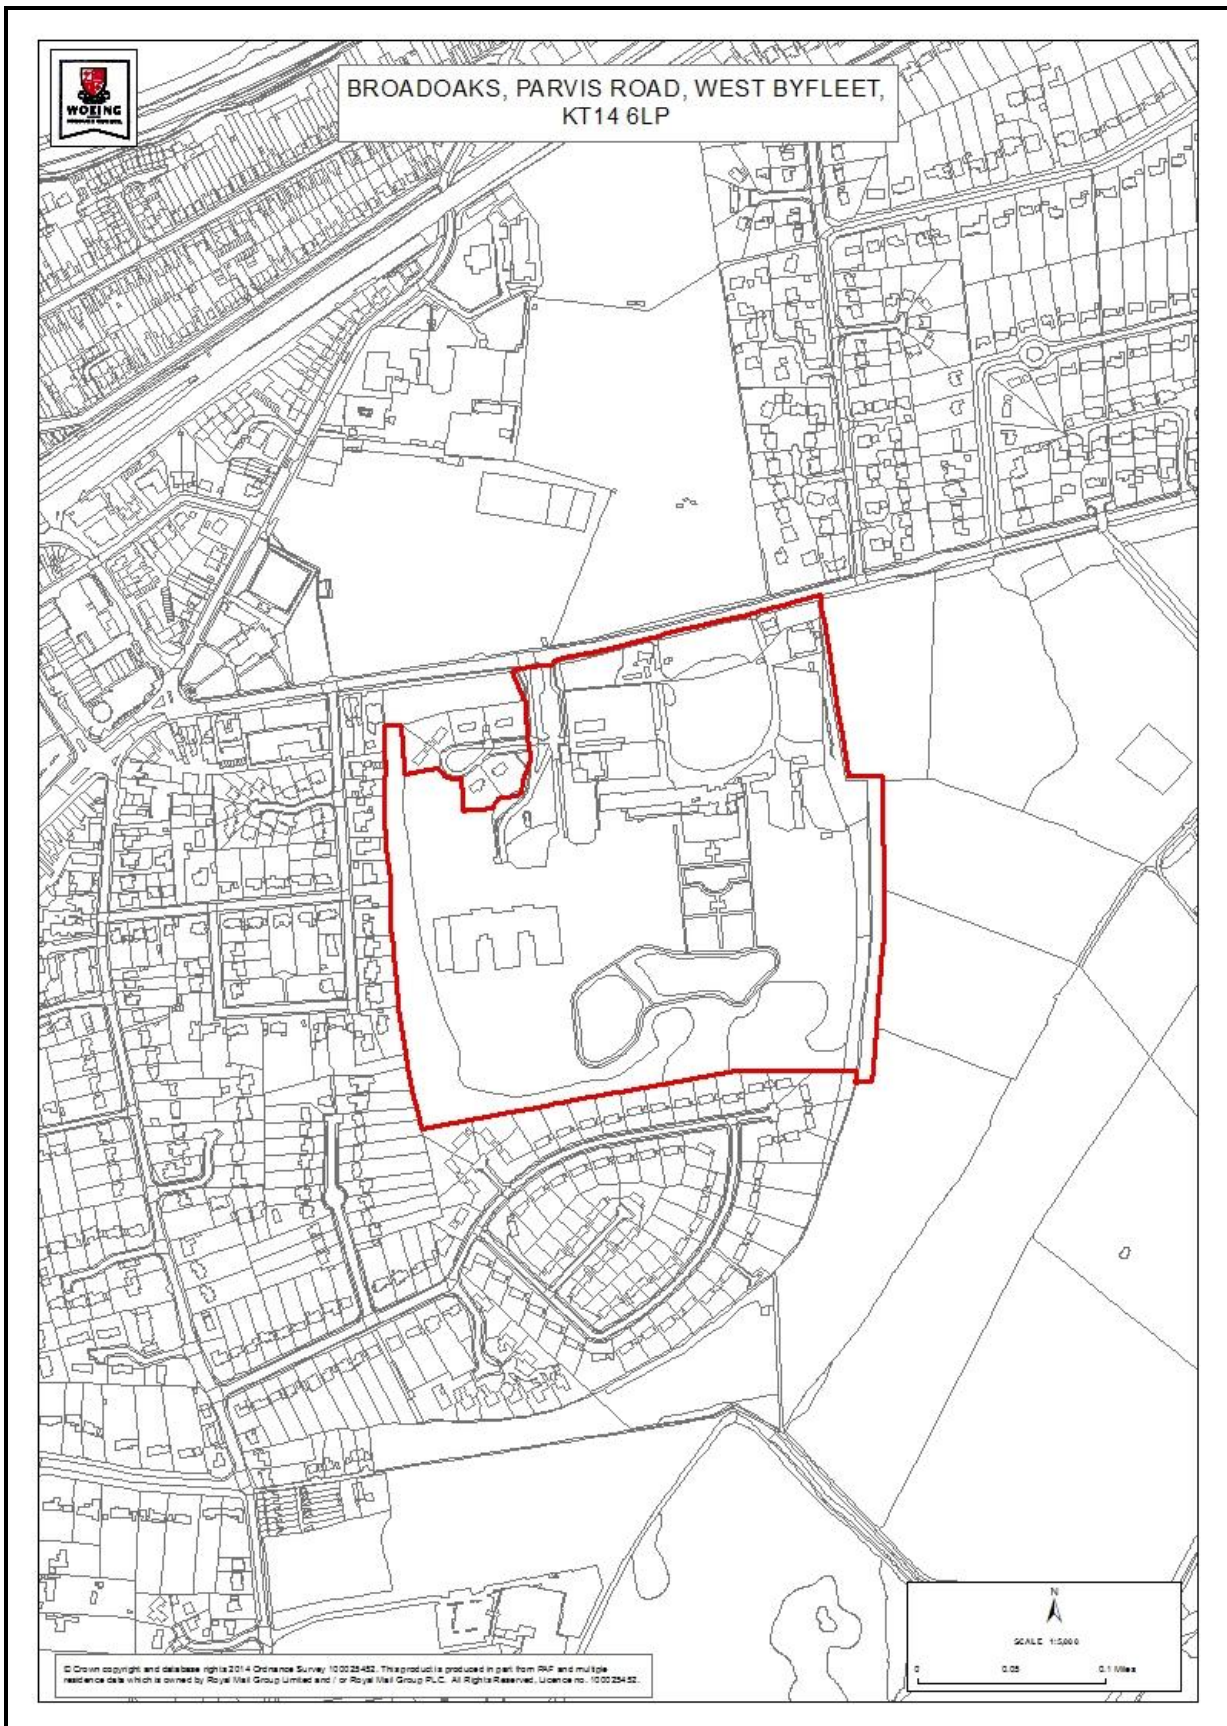 WOKING
BROADOAKS, PARVIS ROAD, WEST BYFLEET,
KT14 6LP
N
SCALE 1:5,000
0 0.05 0.1 Miles
© Crown copyright and database rights 2014 Ordnance Survey 100025452. This product is produced in part from PAF and multiple
residence data which is owned by Royal Mail Group Limited and / or Royal Mail Group PLC. All Rights Reserved, Licence no. 100025452.